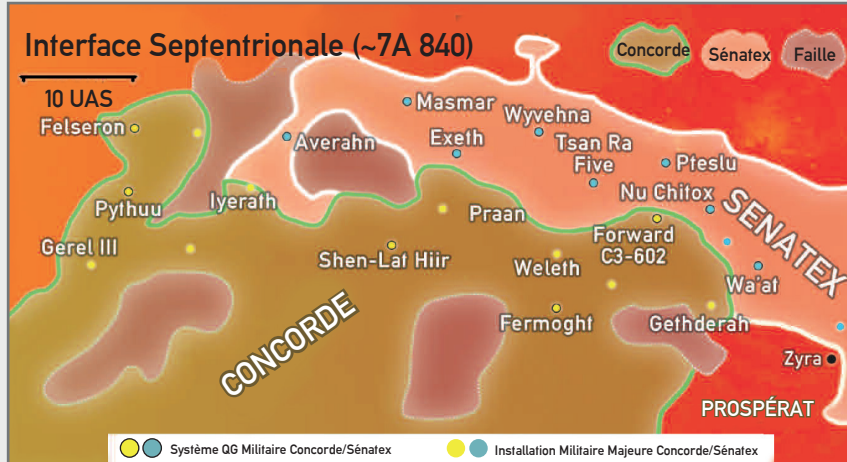 Interface Septentrionale (~7A 840)
Concorde
Sénatex
Faille
10 UAS
Felseron
Masmar
Wyvehna
Averahn
Exeth
Tsan Ra
Five
Pteslu
Pythuu
Iyerath
Praan
Nu Chitox
SENATEX
Gerel III
Shen-Lat Hiir
Weleth
Forward
C3-602
Wa'at
CONCORDE
Fermoght
Gethderah
Zyra
PROSPÉRAT
Système QG Militaire Concorde/Sénatex
Installation Militaire Majeure Concorde/Sénatex